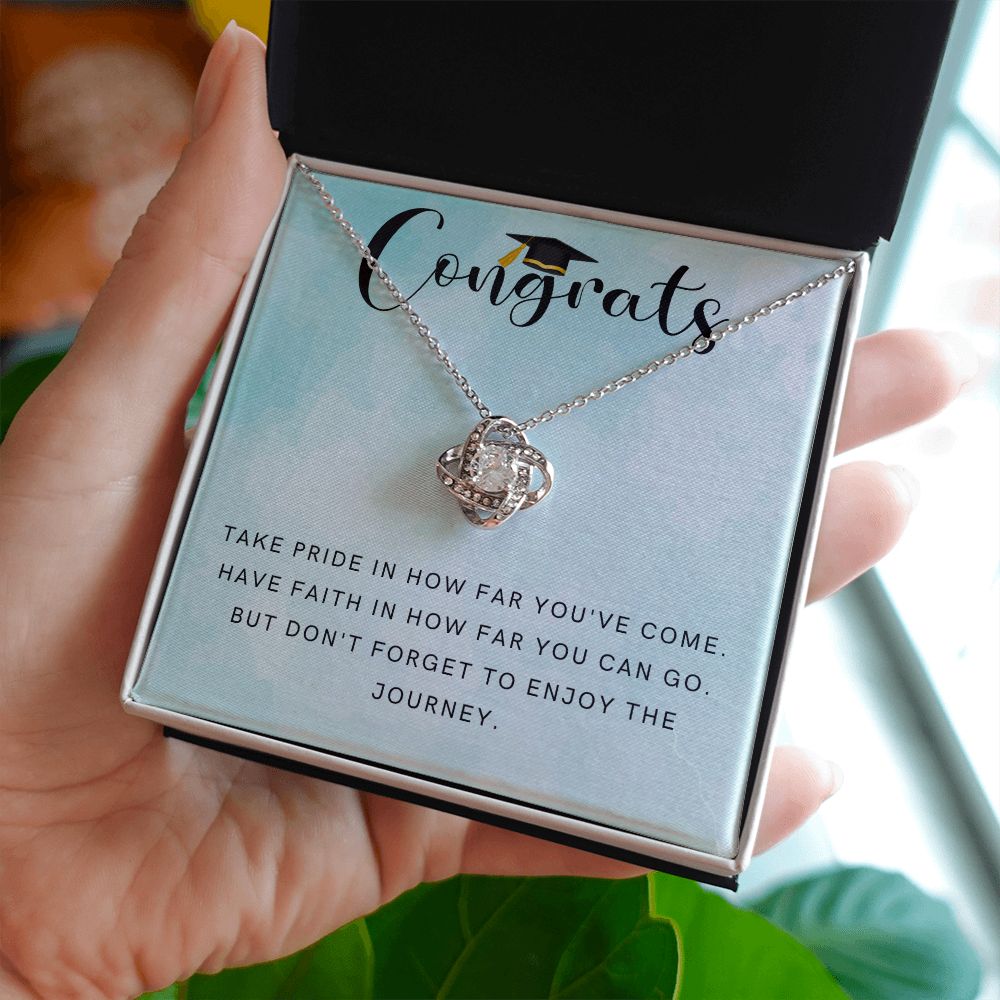 Congrats
TAKE PRIDE IN HOW FAR YOU'VE COME.
HAVE FAITH IN HOW FAR YOU CAN GO.
BUT DON'T FORGET TO ENJOY THE
JOURNEY.